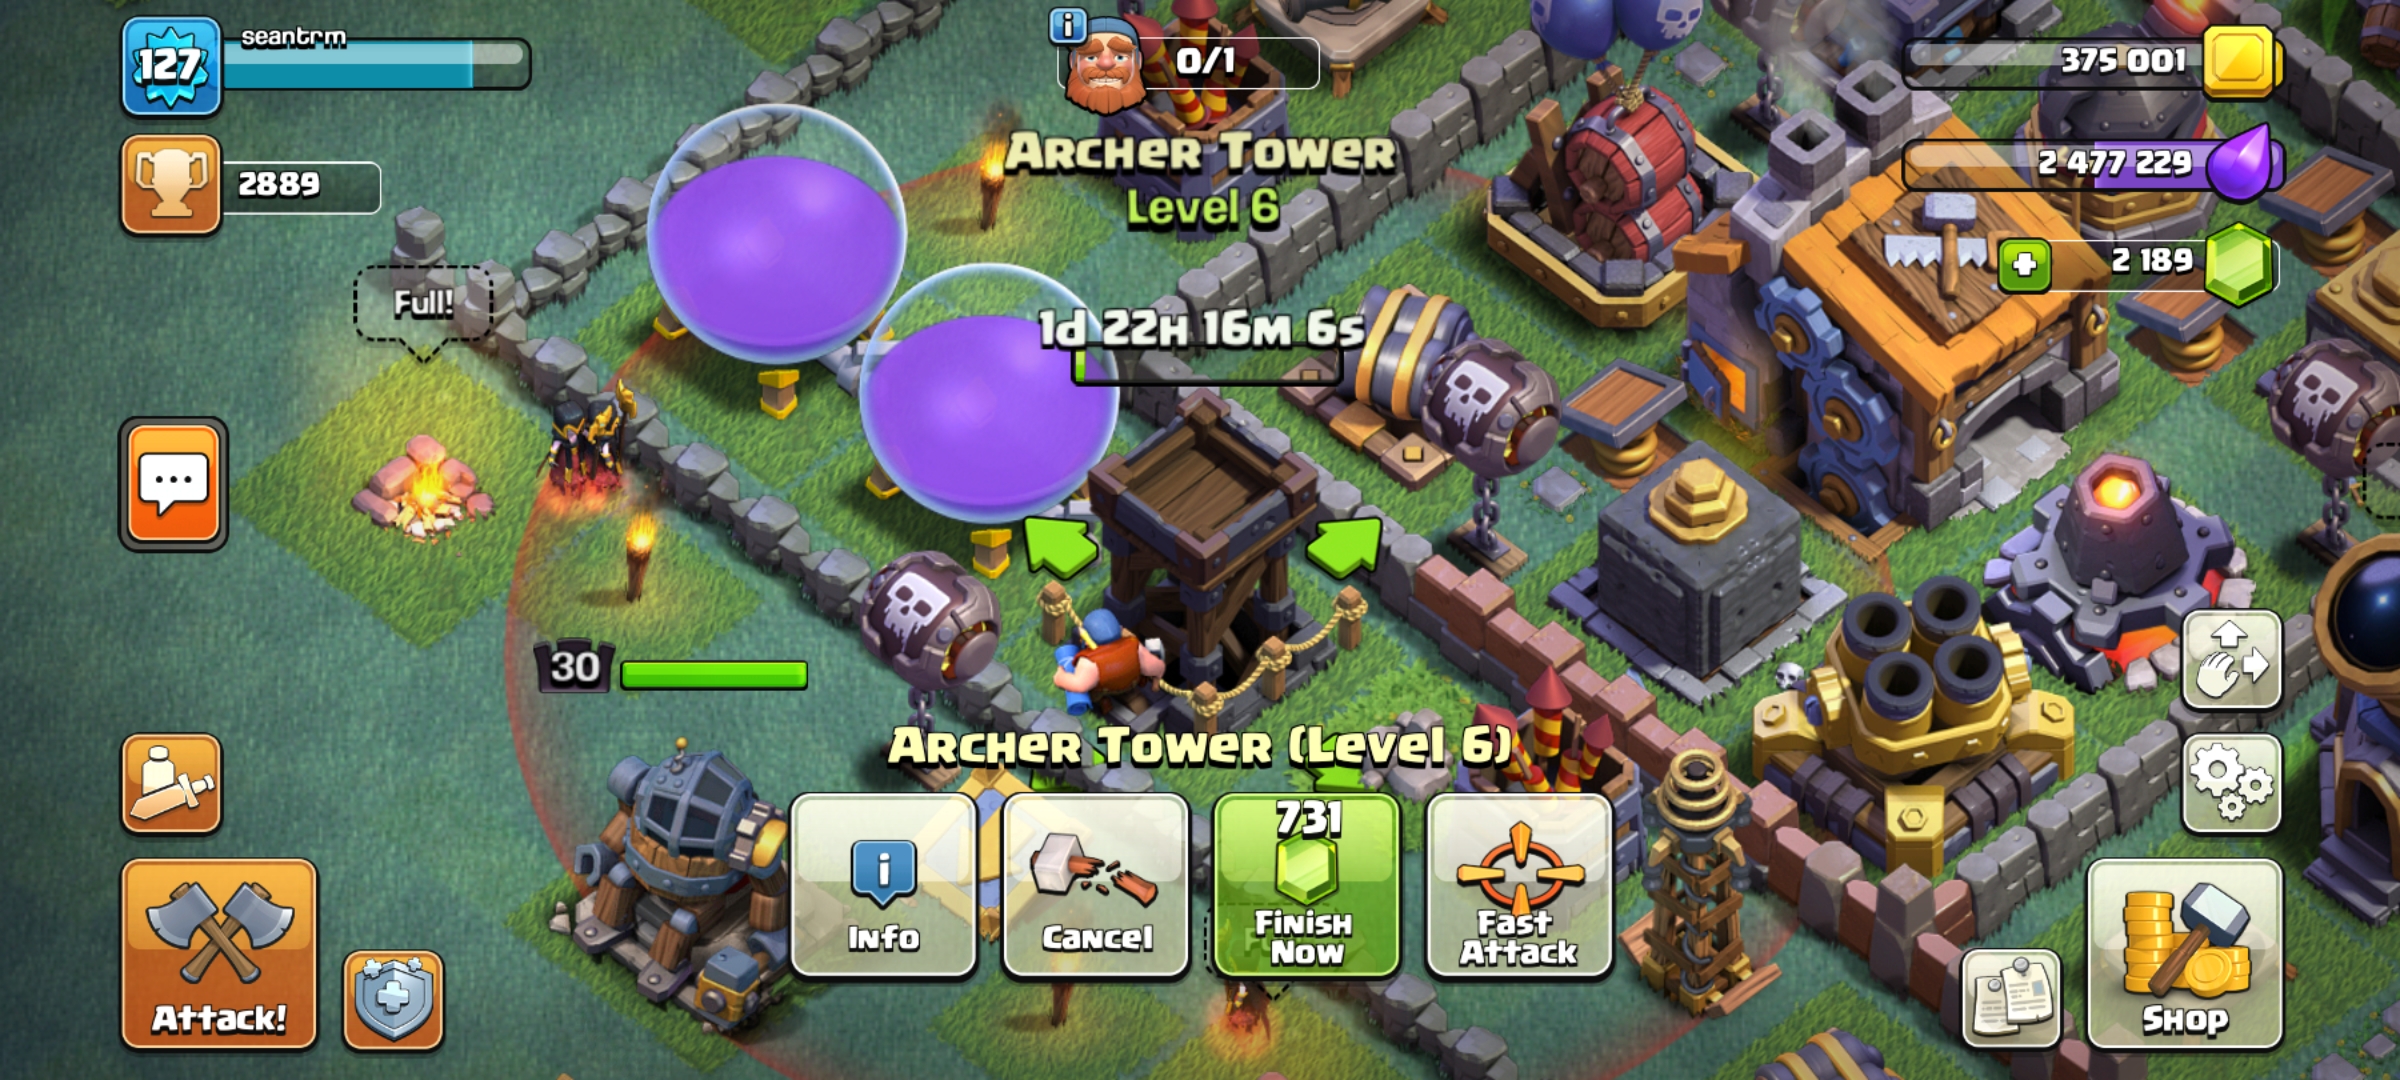 127
seantrm
0/1
375 001
2889
Archer Tower
Level 6
2 477 229
2 189
Full!
1d 22H 16M 6s
30
Archer Tower (Level 6)
Info
Cancel
731
Finish
Now
Fast
Attack
Attack!
Shop